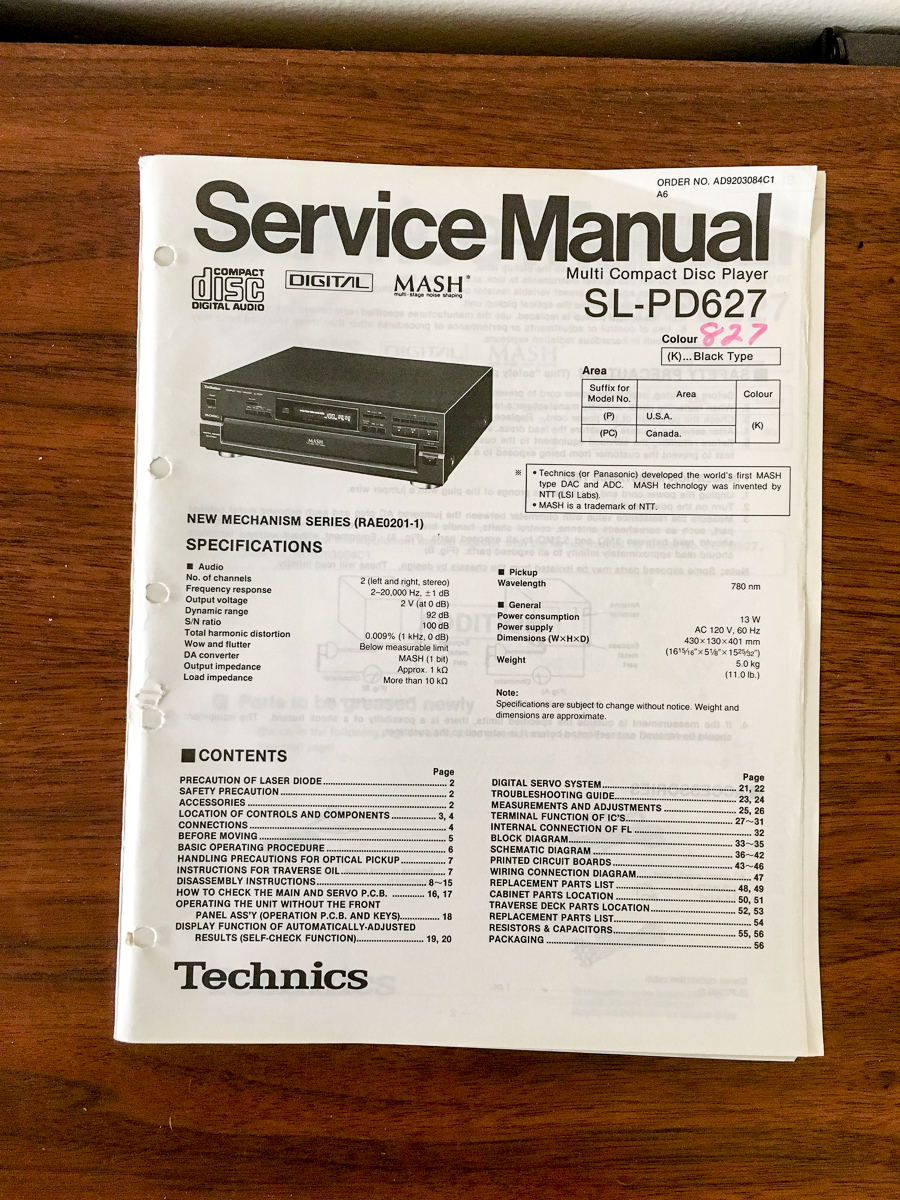 ORDER NO. AD9203084C1
A6
Service Manual
COMPACT
disc
DIGITAL AUDIO
DIGITAL
MASH*
multi-stage noise shaping
Multi Compact Disc Player
SL-PD627
827
Colour
(K)...Black Type
Area
Suffix for Model No. Area Colour
(P) U.S.A. (K)
(PC) Canada.
Technics
MASH
※ • Technics (or Panasonic) developed the world's first MASH
type DAC and ADC. MASH technology was invented by
NTT (LSI Labs).
• MASH is a trademark of NTT.
NEW MECHANISM SERIES (RAE0201-1)
SPECIFICATIONS
■ Audio
No. of channels 2 (left and right, stereo)
Frequency response 2–20,000 Hz, ±1 dB
Output voltage 2 V (at 0 dB)
Dynamic range 92 dB
S/N ratio 100 dB
Total harmonic distortion 0.009% (1 kHz, 0 dB)
Wow and flutter Below measurable limit
DA converter MASH (1 bit)
Output impedance Approx. 1 kΩ
Load impedance More than 10 kΩ
■ Pickup
Wavelength 780 nm
■ General
Power consumption 13 W
Power supply AC 120 V, 60 Hz
Dimensions (W×H×D) 430×130×401 mm
(16 15/16"×5 1/8"×15 25/32")
Weight 5.0 kg
(11.0 lb.)
Note:
Specifications are subject to change without notice. Weight and
dimensions are approximate.
■ CONTENTS
Page
PRECAUTION OF LASER DIODE 2
SAFETY PRECAUTION 2
ACCESSORIES 2
LOCATION OF CONTROLS AND COMPONENTS 3, 4
CONNECTIONS 4
BEFORE MOVING 5
BASIC OPERATING PROCEDURE 6
HANDLING PRECAUTIONS FOR OPTICAL PICKUP 7
INSTRUCTIONS FOR TRAVERSE OIL 7
DISASSEMBLY INSTRUCTIONS 8~15
HOW TO CHECK THE MAIN AND SERVO P.C.B. 16, 17
OPERATING THE UNIT WITHOUT THE FRONT
PANEL ASS'Y (OPERATION P.C.B. AND KEYS) 18
DISPLAY FUNCTION OF AUTOMATICALLY-ADJUSTED
RESULTS (SELF-CHECK FUNCTION) 19, 20
Page
DIGITAL SERVO SYSTEM 21, 22
TROUBLESHOOTING GUIDE 23, 24
MEASUREMENTS AND ADJUSTMENTS 25, 26
TERMINAL FUNCTION OF IC'S 27~31
INTERNAL CONNECTION OF FL 32
BLOCK DIAGRAM 33~35
SCHEMATIC DIAGRAM 36~42
PRINTED CIRCUIT BOARDS 43~46
WIRING CONNECTION DIAGRAM 47
REPLACEMENT PARTS LIST 48, 49
CABINET PARTS LOCATION 50, 51
TRAVERSE DECK PARTS LOCATION 52, 53
REPLACEMENT PARTS LIST 54
RESISTORS & CAPACITORS 55, 56
PACKAGING 56
Technics